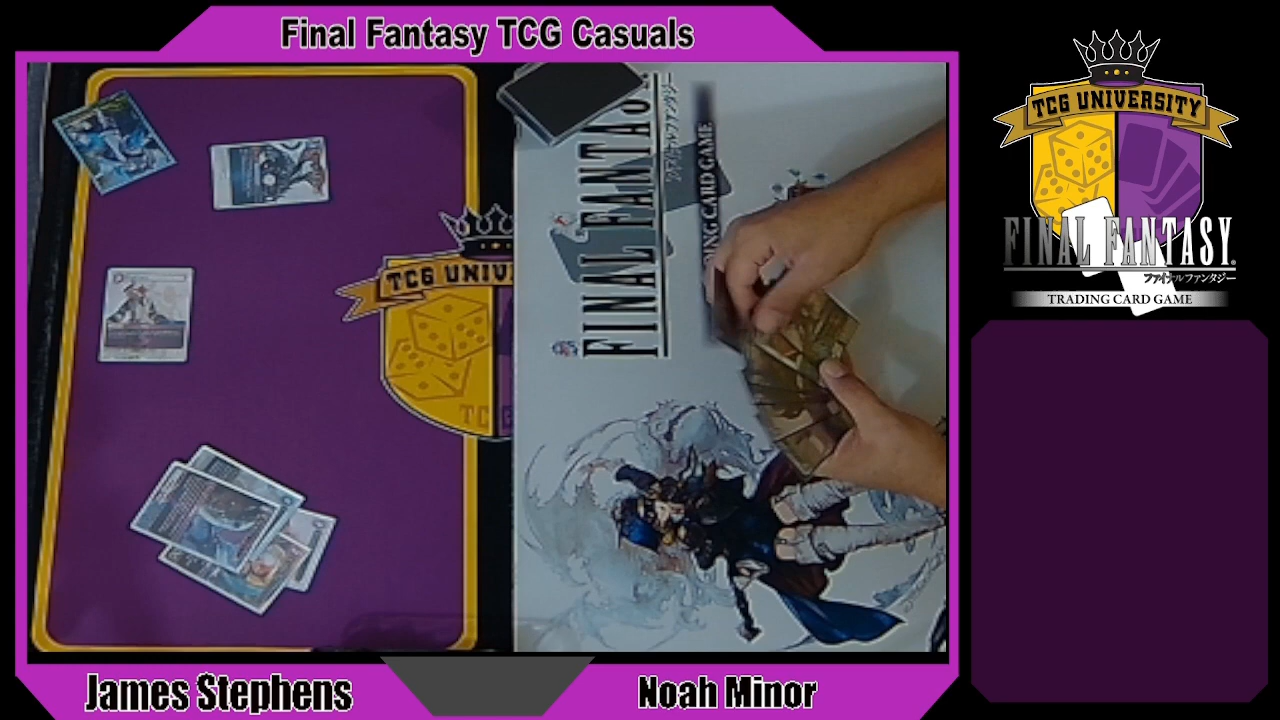 Final Fantasy TCG Casuals
TCG UNIVERSITY
FINAL FANTASY
ファイナルファンタジー
TRADING CARD GAME
TCG UNIV
FINAL FANTAS
ファイナルファンタジー
ING CARD GAME
James Stephens
Noah Minor